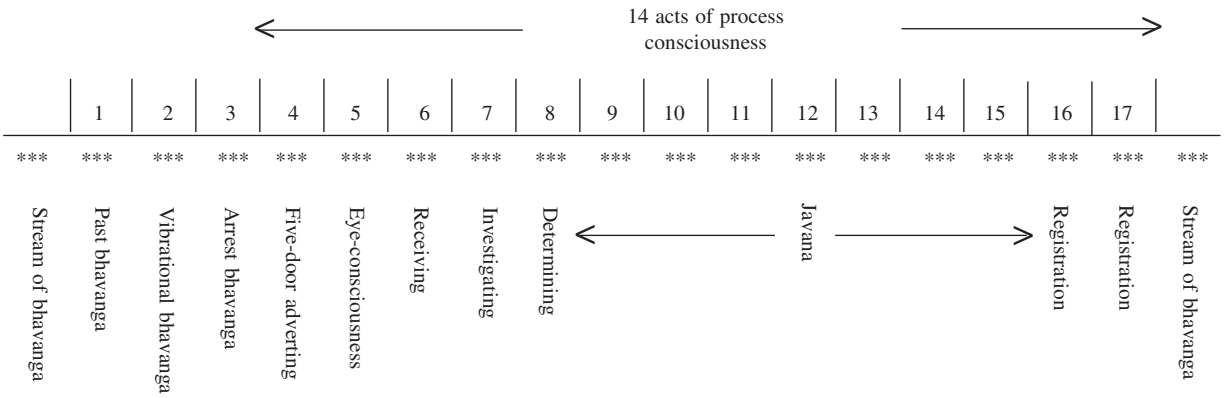 14 acts of process
consciousness
1 2 3 4 5 6 7 8 9 10 11 12 13 14 15 16 17
*** *** *** *** *** *** *** *** *** *** *** *** *** *** *** *** *** *** ***
Stream of bhavanga
Past bhavanga
Vibrational bhavanga
Arrest bhavanga
Five-door adverting
Eye-consciousness
Receiving
Investigating
Determining
Javana
Registration
Registration
Stream of bhavanga